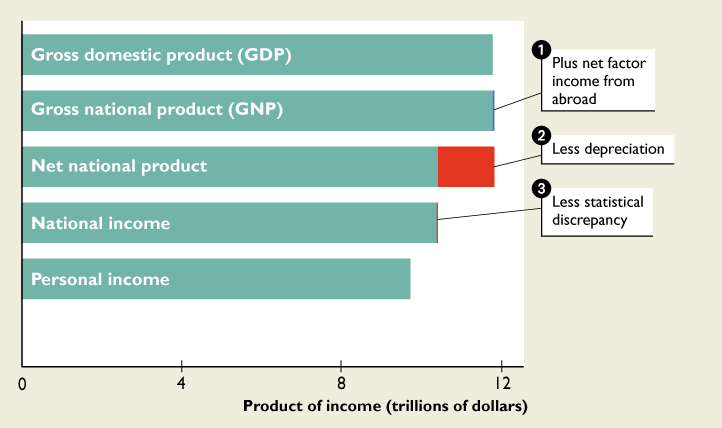 Gross domestic product (GDP)
1
Plus net factor
income from
abroad
Gross national product (GNP)
2
Less depreciation
Net national product
3
Less statistical
discrepancy
National income
Personal income
0 4 8 12
Product of income (trillions of dollars)